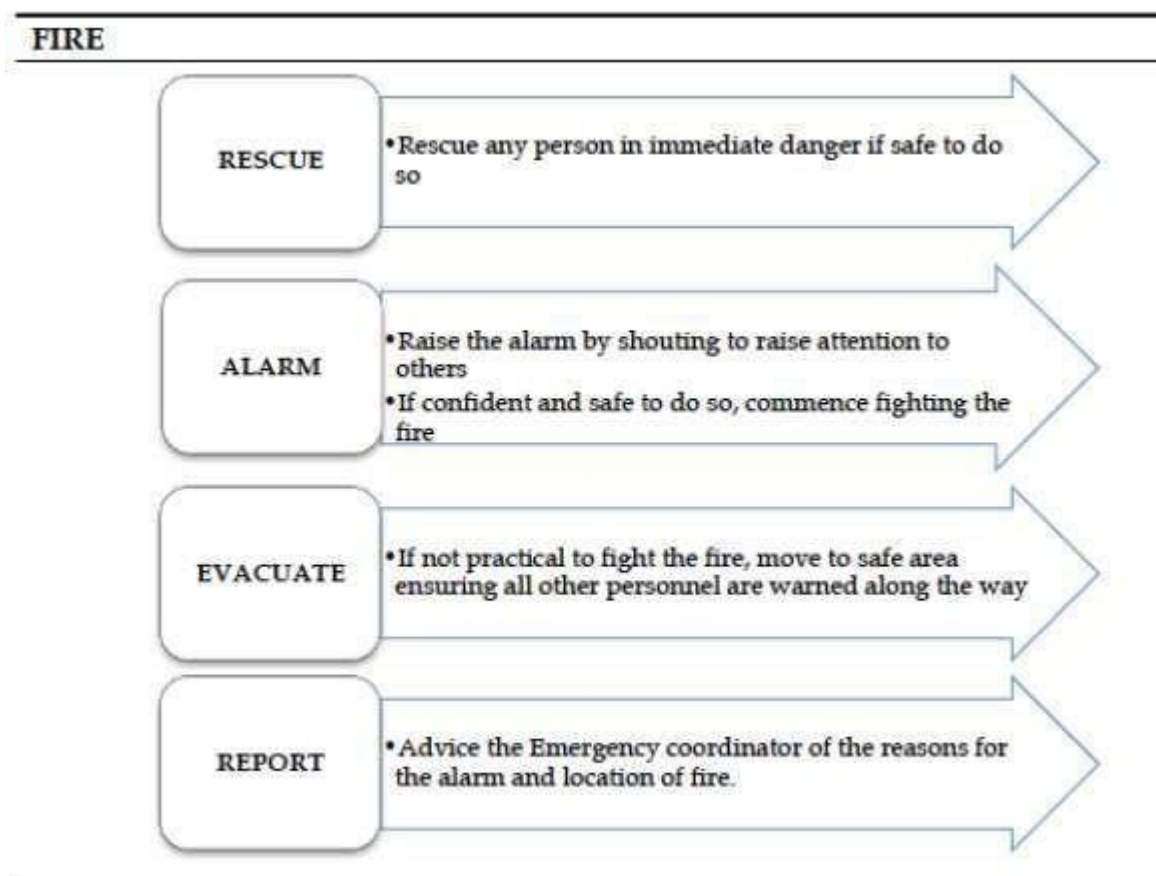 FIRE
RESCUE
•Rescue any person in immediate danger if safe to do
so
ALARM
•Raise the alarm by shouting to raise attention to
others
•If confident and safe to do so, commence fighting the
fire
EVACUATE
•If not practical to fight the fire, move to safe area
ensuring all other personnel are warned along the way
REPORT
•Advice the Emergency coordinator of the reasons for
the alarm and location of fire.